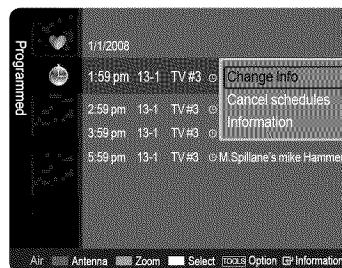 Programmed
1/1/2008
1:59 pm 13-1 TV #3 Change Info
Cancel schedules
2:59 pm 13-1 TV #3 Information
3:59 pm 13-1 TV #3
5:59 pm 13-1 TV #3 M.Spillane's mike Hammer
Air Antenna Zoom Select TOOLS Option Information